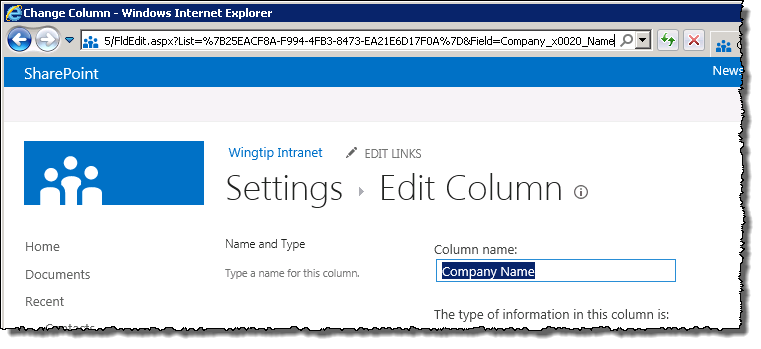 Change Column - Windows Internet Explorer
5/FldEdit.aspx?List=%7B25EACF8A-F994-4FB3-8473-EA21E6D17F0A%7D&Field=Company_x0020_Name
SharePoint
News
Wingtip Intranet
EDIT LINKS
Settings › Edit Column
Home
Name and Type
Column name:
Documents
Type a name for this column.
Company Name
Recent
The type of information in this column is:
Contacts